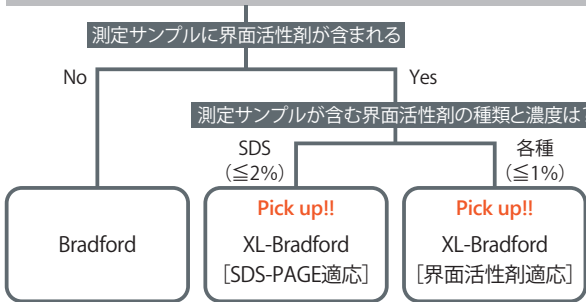 測定サンプルに界面活性剤が含まれる
No
Yes
測定サンプルが含む界面活性剤の種類と濃度は?
SDS
(≦2%)
各種
(≦1%)
Bradford
Pick up!!
XL-Bradford
[SDS-PAGE適応]
Pick up!!
XL-Bradford
[界面活性剤適応]